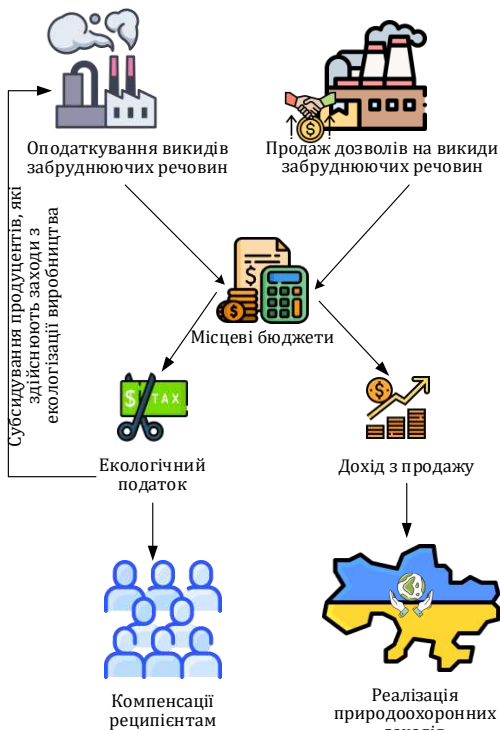 Оподаткування викидів
забруднюючих речовин
Продаж дозволів на викиди
забруднюючих речовин
Субсидування продуцентів, які
здійснюють заходи з
екологізації виробництва
$
Місцеві бюджети
$ TAX
$
Екологічний
податок
Дохід з продажу
Компенсації
реципієнтам
Реалізація
природоохоронних